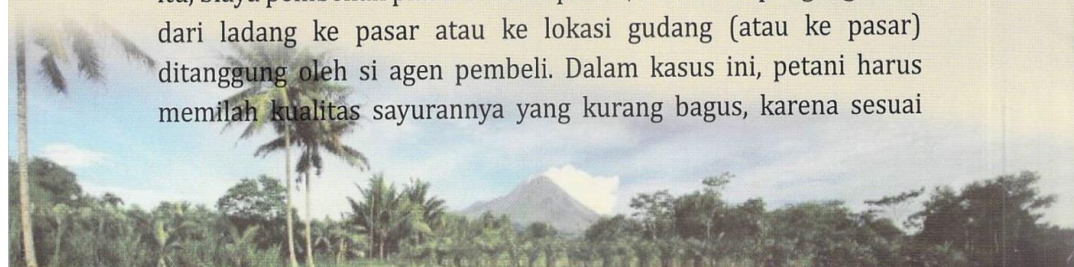 dari ladang ke pasar atau ke lokasi gudang (atau ke pasar)
ditanggung oleh si agen pembeli. Dalam kasus ini, petani harus
memilah kualitas sayurannya yang kurang bagus, karena sesuai